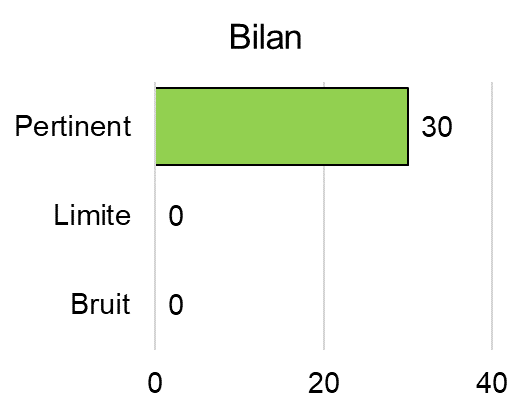 Bilan
Pertinent 30
Limite 0
Bruit 0
0 20 40